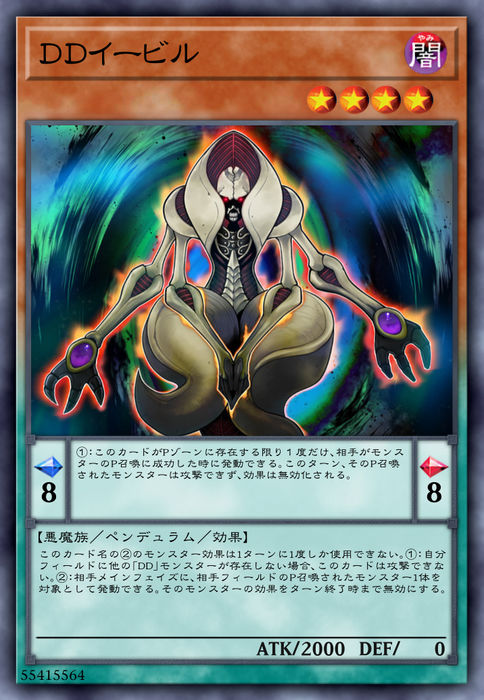 DDイービル
やみ
闇
①：このカードがPゾーンに存在する限り１度だけ、相手がモンス
ターのP召喚に成功した時に発動できる。このターン、そのP召喚
されたモンスターは攻撃できず、効果は無効化される。
8
8
【悪魔族／ペンデュラム／効果】
このカード名の②のモンスター効果は1ターンに1度しか使用できない。①：自分
フィールドに他の「DD」モンスターが存在しない場合、このカードは攻撃できな
い。②：相手メインフェイズに、相手フィールドのP召喚されたモンスター1体を
対象として発動できる。そのモンスターの効果をターン終了時まで無効にする。
ATK/2000 DEF/ 0
55415564